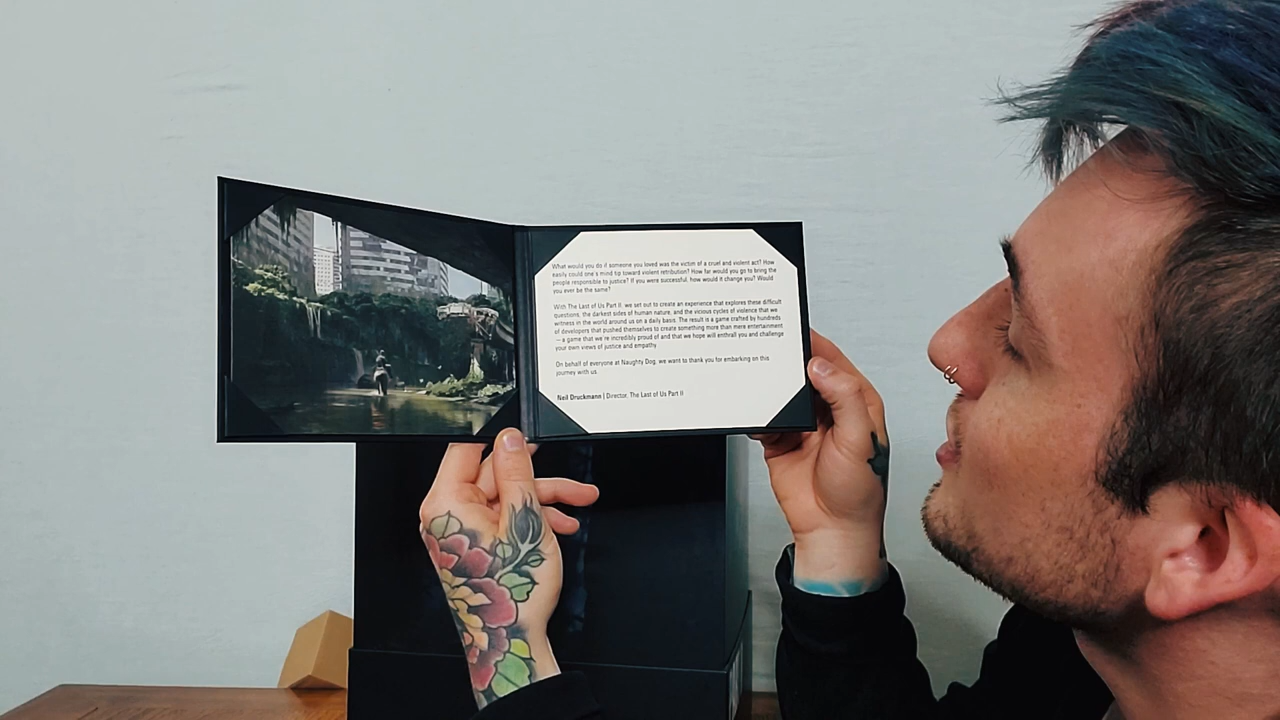 What would you do if someone you loved was the victim of a cruel and violent act? How
easily could one's mind tip toward violent retribution? How far would you go to bring the
people responsible to justice? If you were successful, how would it change you? Would
you ever be the same?
With The Last of Us Part II, we set out to create an experience that explores these difficult
questions, the darkest sides of human nature, and the vicious cycles of violence that we
witness in the world around us on a daily basis. The result is a game crafted by hundreds
of developers that pushed themselves to create something more than mere entertainment
— a game that we're incredibly proud of and that we hope will enthrall you and challenge
your own views of justice and empathy.
On behalf of everyone at Naughty Dog, we want to thank you for embarking on this
journey with us.
Neil Druckmann | Director, The Last of Us Part II